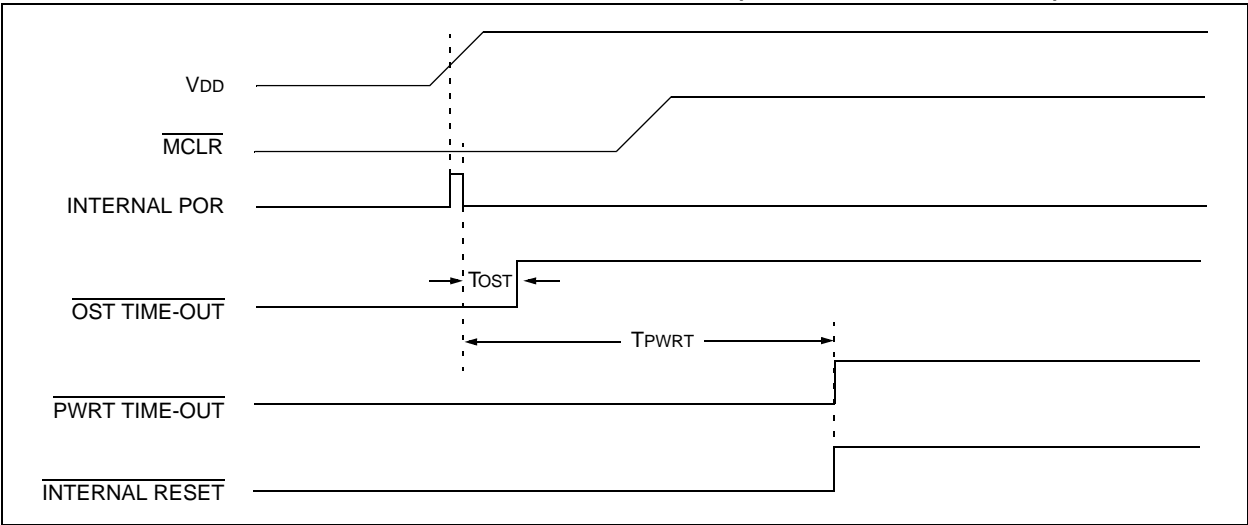 VDD
MCLR
INTERNAL POR
TOST
OST TIME-OUT
TPWRT
PWRT TIME-OUT
INTERNAL RESET